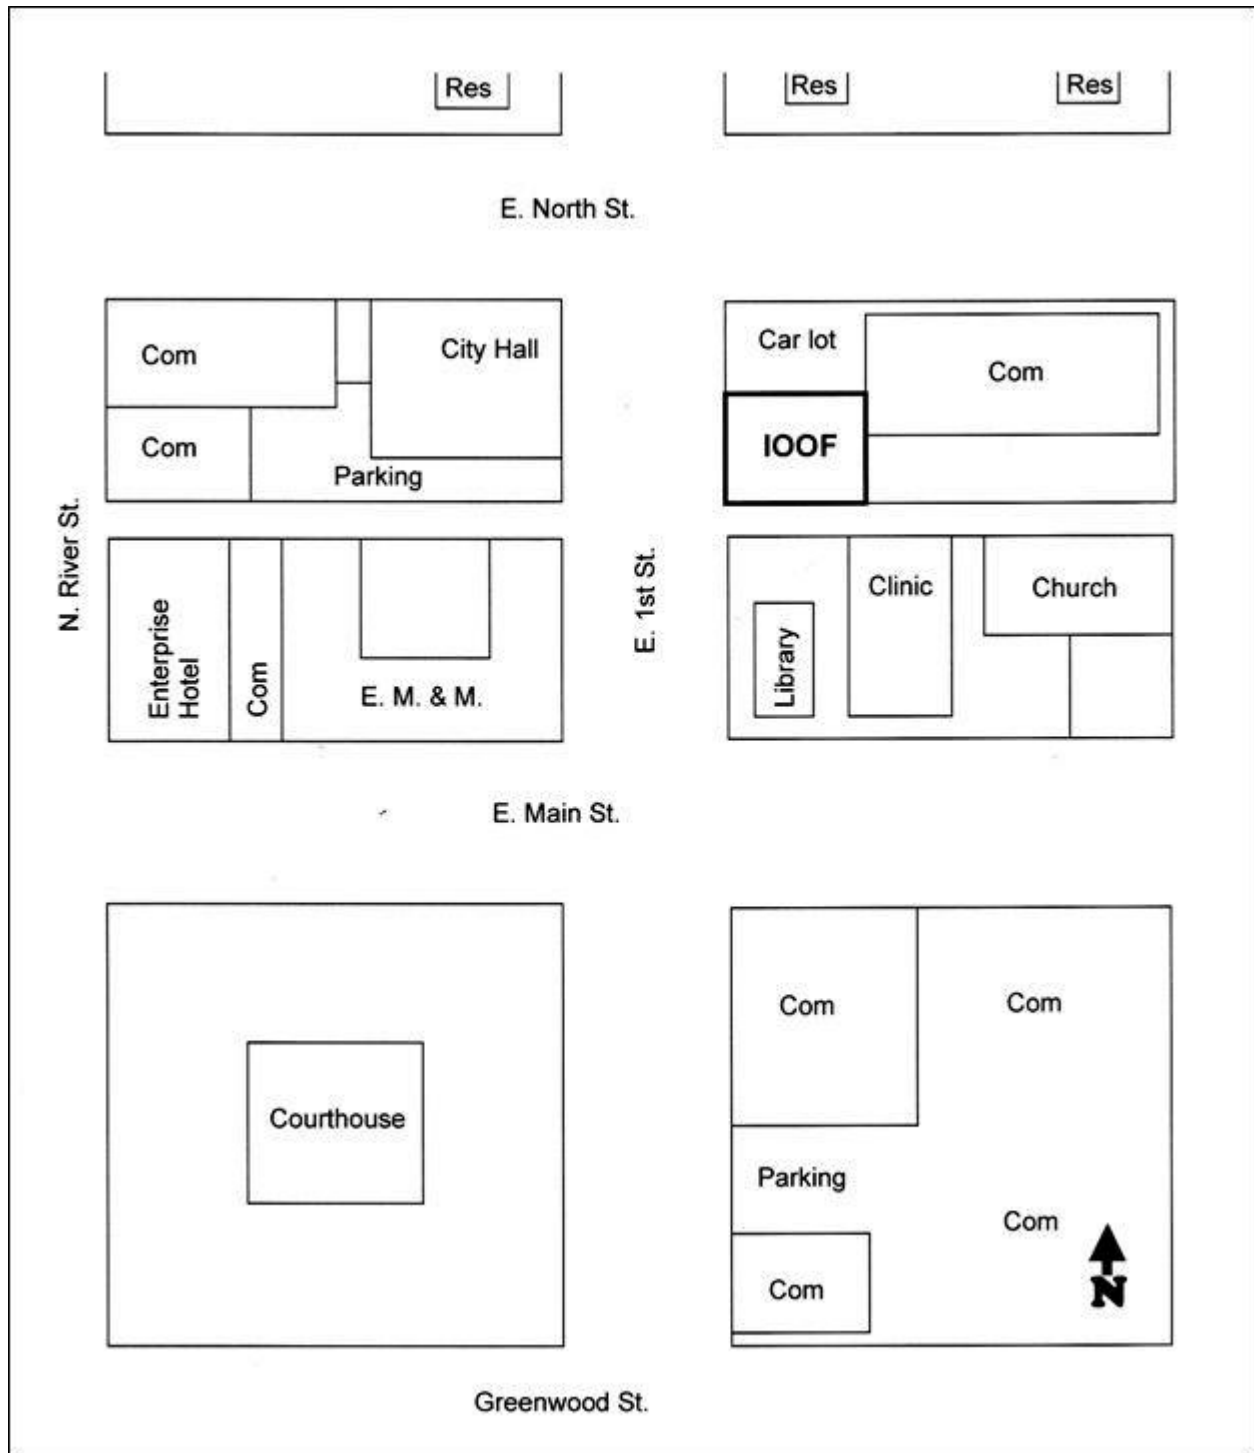 Res
Res
Res
E. North St.
Com
City Hall
Car lot
Com
Com
Parking
IOOF
N. River St.
E. 1st St.
Enterprise
Hotel
Com
E. M. & M.
Library
Clinic
Church
E. Main St.
Courthouse
Com
Com
Parking
Com
Com
N
Greenwood St.